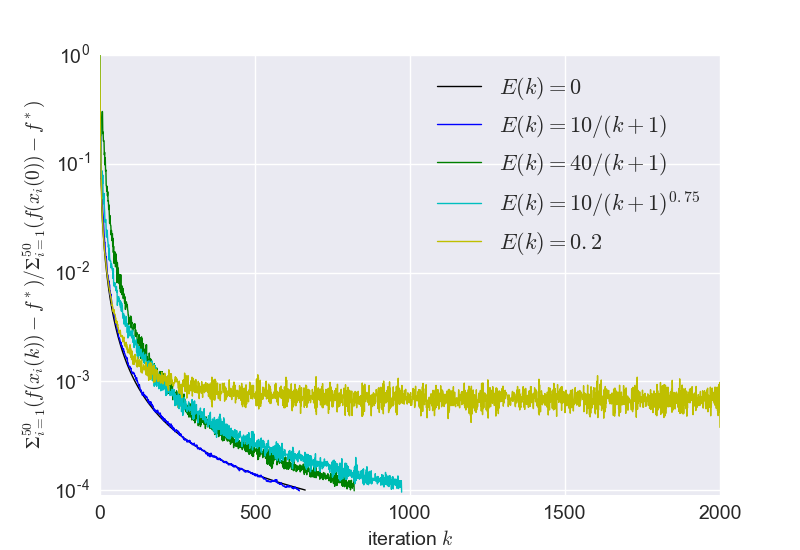 10^0
10^-1
10^-2
10^-3
10^-4
Σ_{i=1}^{50}(f(x_i(k)) − f*)/Σ_{i=1}^{50}(f(x_i(0)) − f*)
E(k) = 0
E(k) = 10/(k + 1)
E(k) = 40/(k + 1)
E(k) = 10/(k + 1)^{0.75}
E(k) = 0.2
0 500 1000 1500 2000
iteration k